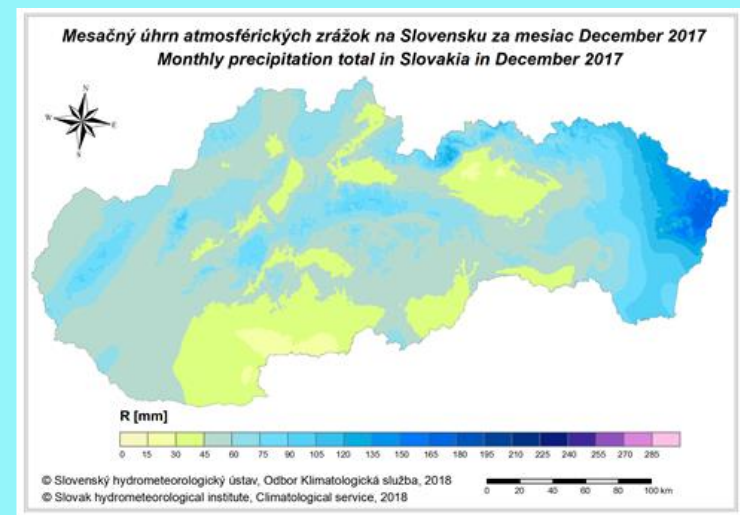 Mesačný úhrn atmosférických zrážok na Slovensku za mesiac December 2017
Monthly precipitation total in Slovakia in December 2017
N
W E
S
R [mm]
0 15 30 45 60 75 90 105 120 135 150 165 180 195 210 225 240 255 270 285
© Slovenský hydrometeorologický ústav, Odbor Klimatologická služba, 2018
© Slovak hydrometeorological institute, Climatological service, 2018
0 20 40 60 80 100 km